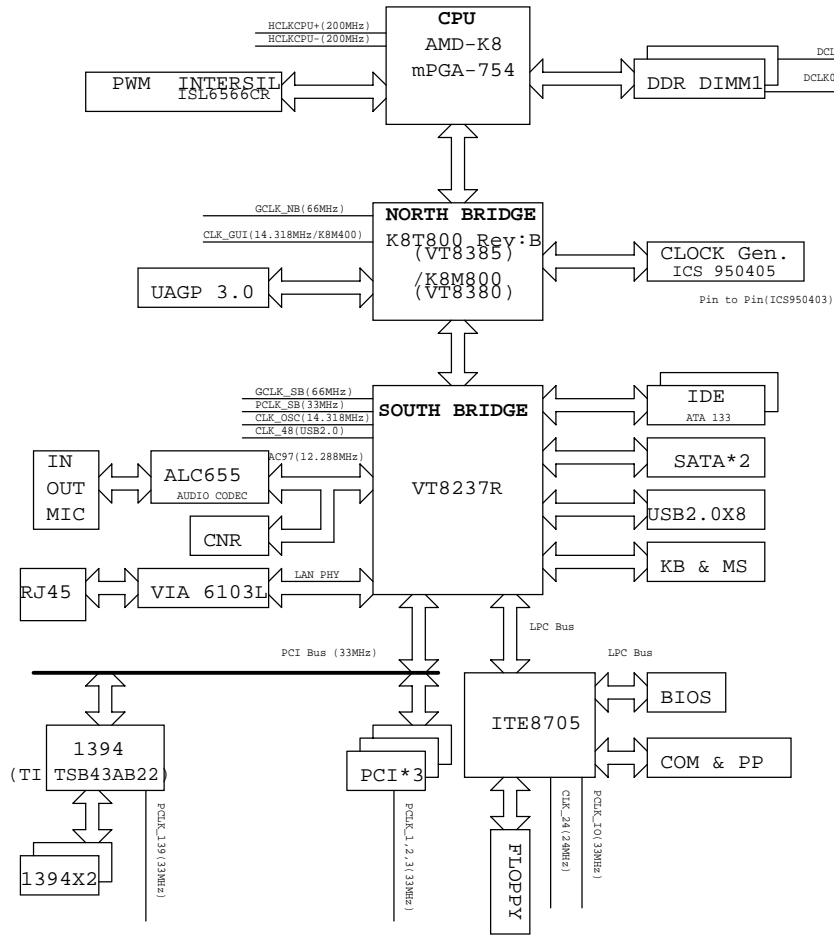 CPU
HCLKCPU+(200MHz)
HCLKCPU-(200MHz)
AMD-K8
mPGA-754
PWM INTERSIL
ISL6566CR
DDR DIMM1
DCL
DCLK0
GCLK_NB(66MHz)
CLK_GUI(14.318MHz/K8M400)
NORTH BRIDGE
K8T800 Rev:B
(VT8385)
/K8M800
(VT8380)
UAGP 3.0
CLOCK Gen.
ICS 950405
Pin to Pin(ICS950403)
GCLK_SB(66MHz)
PCLK_SB(33MHz)
CLK_OSC(14.318MHz)
CLK_48(USB2.0)
SOUTH BRIDGE
VT8237R
IDE
ATA 133
SATA*2
USB2.0X8
KB & MS
AC97(12.288MHz)
IN
OUT
MIC
ALC655
AUDIO CODEC
CNR
RJ45
VIA 6103L
LAN PHY
LPC Bus
PCI Bus (33MHz)
LPC Bus
ITE8705
BIOS
COM & PP
1394
(TI TSB43AB22)
PCI*3
1394X2
PCLK_139(33MHz)
PCLK_1,2,3(33MHz)
FLOPPY
CLK_24(24MHz)
PCLK_IO(33MHz)